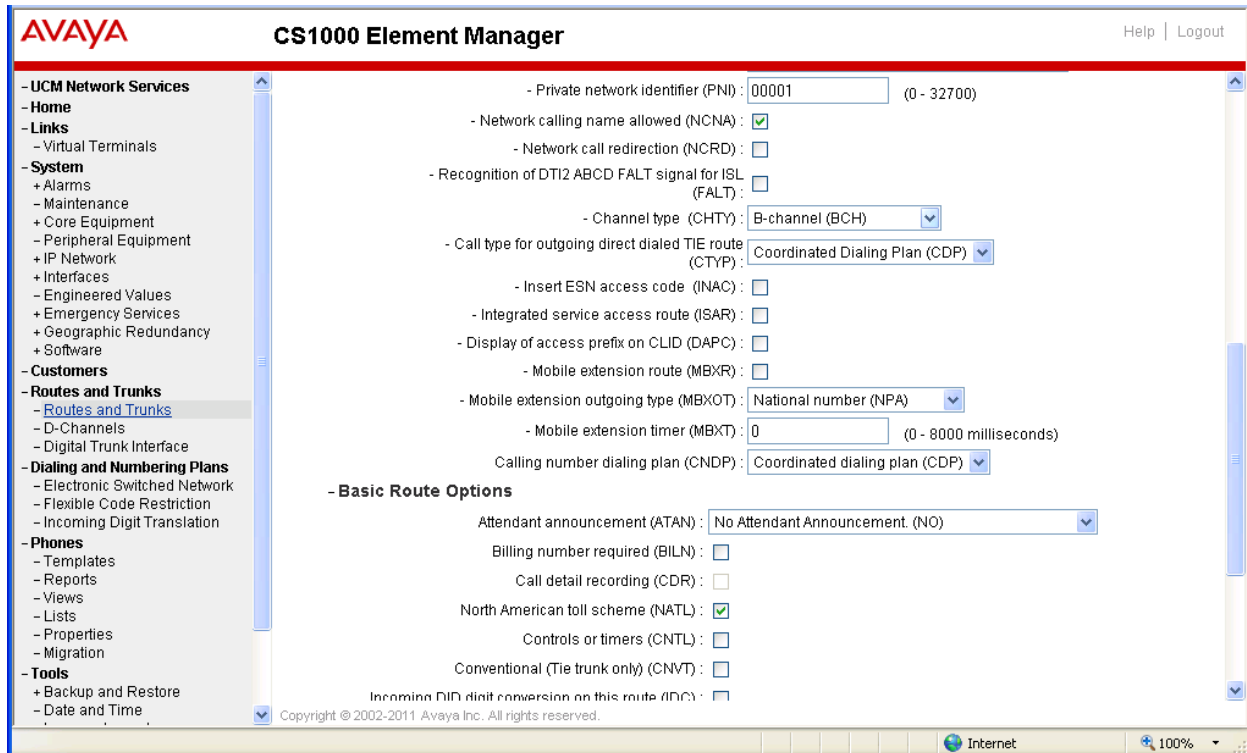 AVAYA
CS1000 Element Manager
Help | Logout
- UCM Network Services
- Home
- Links
- Virtual Terminals
- System
+ Alarms
- Maintenance
+ Core Equipment
- Peripheral Equipment
+ IP Network
+ Interfaces
- Engineered Values
+ Emergency Services
+ Geographic Redundancy
+ Software
- Customers
- Routes and Trunks
- Routes and Trunks
- D-Channels
- Digital Trunk Interface
- Dialing and Numbering Plans
- Electronic Switched Network
- Flexible Code Restriction
- Incoming Digit Translation
- Phones
- Templates
- Reports
- Views
- Lists
- Properties
- Migration
- Tools
+ Backup and Restore
- Date and Time
- Private network identifier (PNI) : 00001 (0 - 32700)
- Network calling name allowed (NCNA) :
- Network call redirection (NCRD) :
- Recognition of DTI2 ABCD FALT signal for ISL
(FALT) :
- Channel type (CHTY) : B-channel (BCH)
- Call type for outgoing direct dialed TIE route
(CTYP) : Coordinated Dialing Plan (CDP)
- Insert ESN access code (INAC) :
- Integrated service access route (ISAR) :
- Display of access prefix on CLID (DAPC) :
- Mobile extension route (MBXR) :
- Mobile extension outgoing type (MBXOT) : National number (NPA)
- Mobile extension timer (MBXT) : 0 (0 - 8000 milliseconds)
Calling number dialing plan (CNDP) : Coordinated dialing plan (CDP)
- Basic Route Options
Attendant announcement (ATAN) : No Attendant Announcement. (NO)
Billing number required (BILN) :
Call detail recording (CDR) :
North American toll scheme (NATL) :
Controls or timers (CNTL) :
Conventional (Tie trunk only) (CNVT) :
Incoming DID digit conversion on this route (IDC) :
Copyright © 2002-2011 Avaya Inc. All rights reserved.
Internet
100%